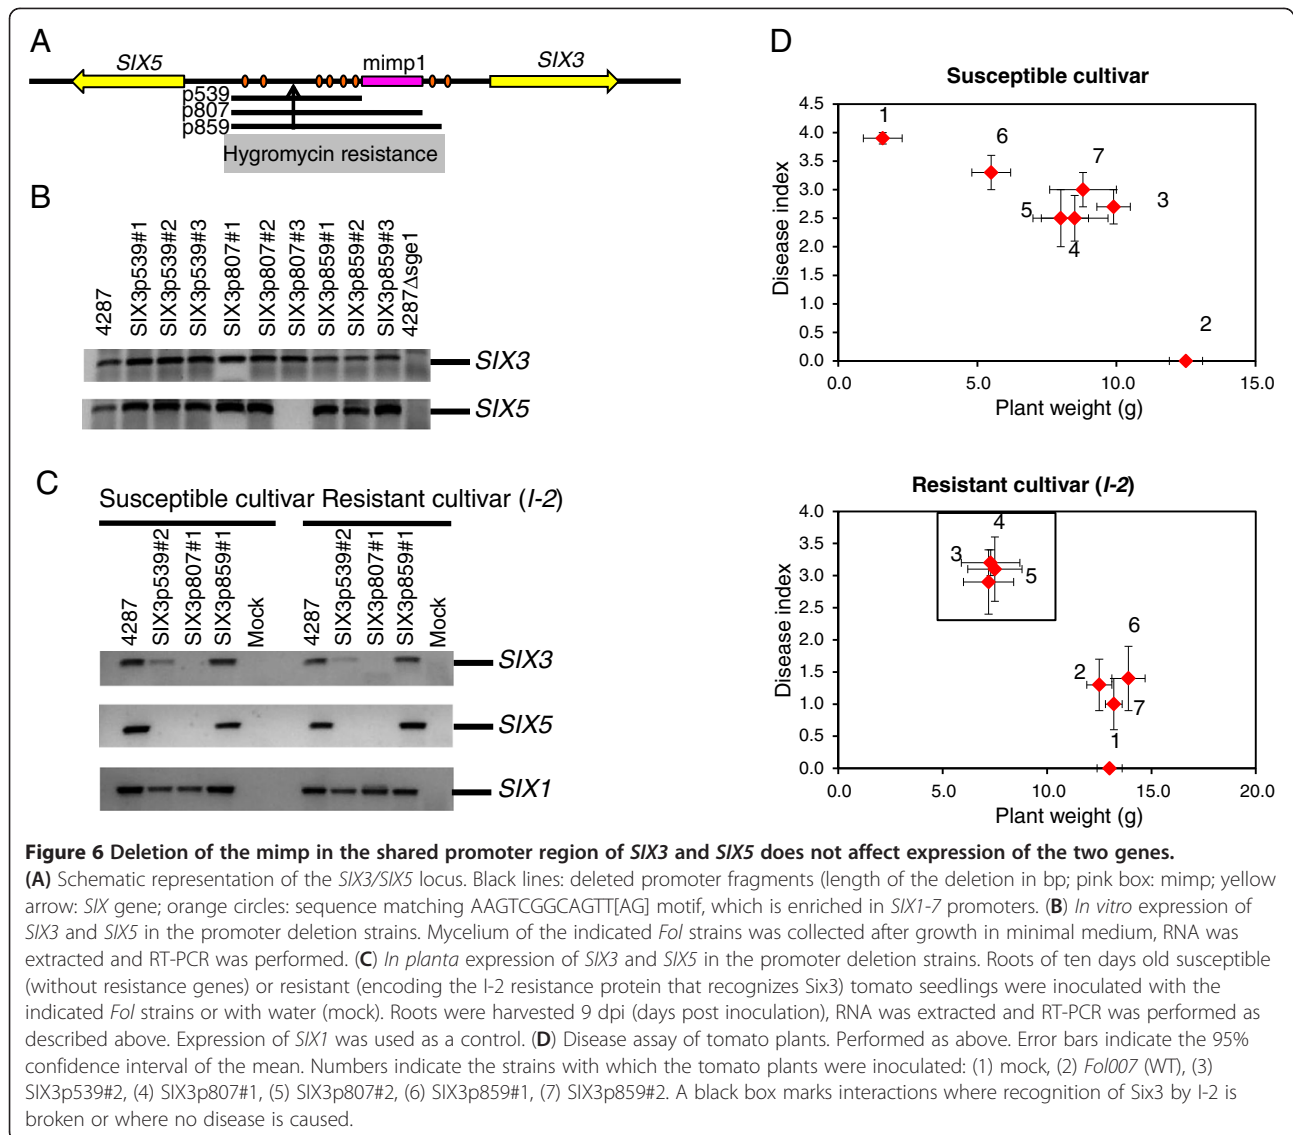 A
SIX5
mimp1
SIX3
p539
p807
p859
Hygromycin resistance
B
4287
SIX3p539#1
SIX3p539#2
SIX3p539#3
SIX3p807#1
SIX3p807#2
SIX3p807#3
SIX3p859#1
SIX3p859#2
SIX3p859#3
4287Δsge1
SIX3
SIX5
C
Susceptible cultivar Resistant cultivar (I-2)
4287
SIX3p539#2
SIX3p807#1
SIX3p859#1
Mock
4287
SIX3p539#2
SIX3p807#1
SIX3p859#1
Mock
SIX3
SIX5
SIX1
D
Susceptible cultivar
Disease index
4.5
4.0
3.5
3.0
2.5
2.0
1.5
1.0
0.5
0.0
1
6
7
3
5
4
2
0.0 5.0 10.0 15.0
Plant weight (g)
Resistant cultivar (I-2)
Disease index
4.0
3.5
3.0
2.5
2.0
1.5
1.0
0.5
0.0
4
3
5
6
2
7
1
0.0 5.0 10.0 15.0 20.0
Plant weight (g)
Figure 6 Deletion of the mimp in the shared promoter region of SIX3 and SIX5 does not affect expression of the two genes.
(A) Schematic representation of the SIX3/SIX5 locus. Black lines: deleted promoter fragments (length of the deletion in bp; pink box: mimp; yellow
arrow: SIX gene; orange circles: sequence matching AAGTCGGCAGTT[AG] motif, which is enriched in SIX1-7 promoters. (B) In vitro expression of
SIX3 and SIX5 in the promoter deletion strains. Mycelium of the indicated Fol strains was collected after growth in minimal medium, RNA was
extracted and RT-PCR was performed. (C) In planta expression of SIX3 and SIX5 in the promoter deletion strains. Roots of ten days old susceptible
(without resistance genes) or resistant (encoding the I-2 resistance protein that recognizes Six3) tomato seedlings were inoculated with the
indicated Fol strains or with water (mock). Roots were harvested 9 dpi (days post inoculation), RNA was extracted and RT-PCR was performed as
described above. Expression of SIX1 was used as a control. (D) Disease assay of tomato plants. Performed as above. Error bars indicate the 95%
confidence interval of the mean. Numbers indicate the strains with which the tomato plants were inoculated: (1) mock, (2) Fol007 (WT), (3)
SIX3p539#2, (4) SIX3p807#1, (5) SIX3p807#2, (6) SIX3p859#1, (7) SIX3p859#2. A black box marks interactions where recognition of Six3 by I-2 is
broken or where no disease is caused.